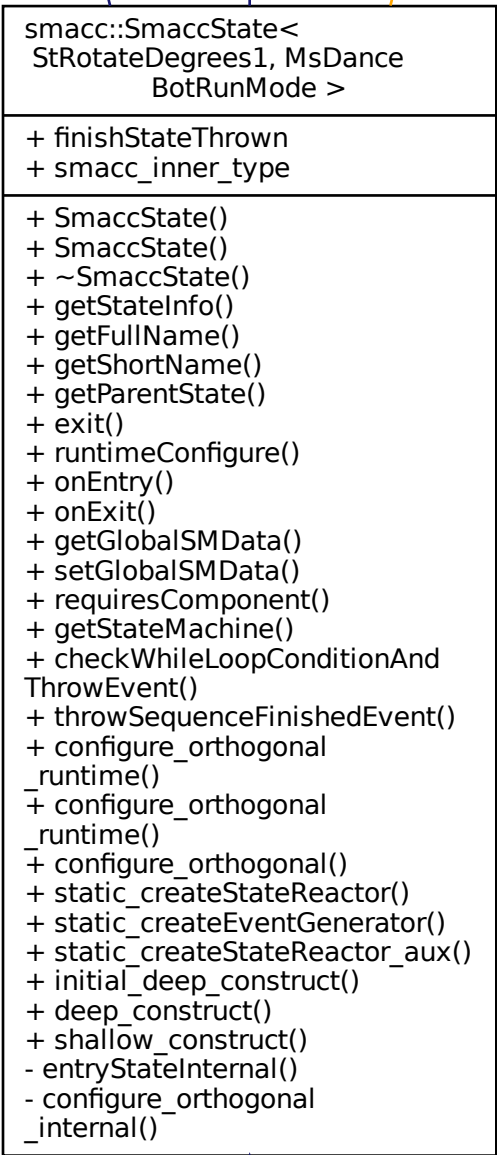 smacc::SmaccState<
StRotateDegrees1, MsDance
BotRunMode >
+ finishStateThrown
+ smacc_inner_type
+ SmaccState()
+ SmaccState()
+ ~SmaccState()
+ getStateInfo()
+ getFullName()
+ getShortName()
+ getParentState()
+ exit()
+ runtimeConfigure()
+ onEntry()
+ onExit()
+ getGlobalSMData()
+ setGlobalSMData()
+ requiresComponent()
+ getStateMachine()
+ checkWhileLoopConditionAnd
ThrowEvent()
+ throwSequenceFinishedEvent()
+ configure_orthogonal
_runtime()
+ configure_orthogonal
_runtime()
+ configure_orthogonal()
+ static_createStateReactor()
+ static_createEventGenerator()
+ static_createStateReactor_aux()
+ initial_deep_construct()
+ deep_construct()
+ shallow_construct()
- entryStateInternal()
- configure_orthogonal
_internal()